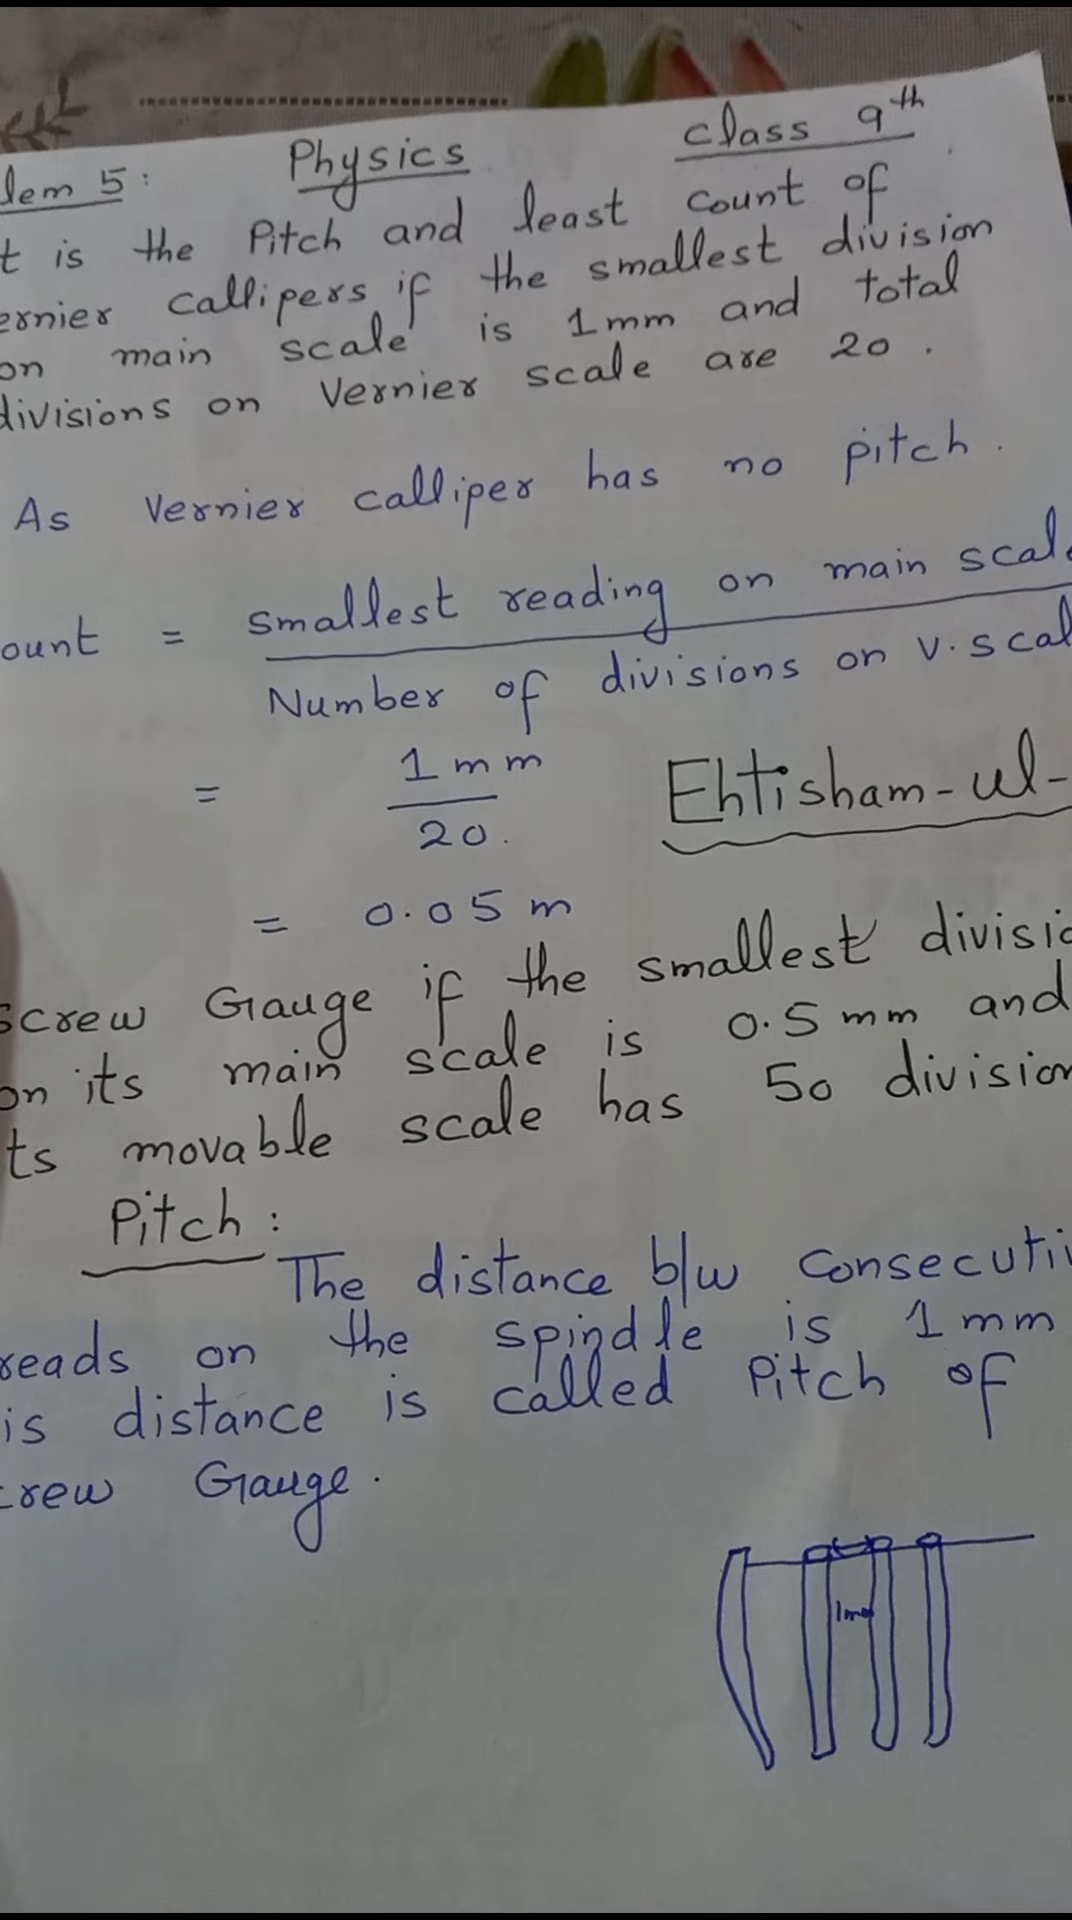 lem 5: Physics class 9th
t is the Pitch and least count of
ernier callipers if the smallest division
on main scale is 1mm and total
divisions on Vernier scale are 20.
As Vernier calliper has no pitch.
ount = smallest reading on main scal
Number of divisions on v.scal
= 1mm
20.
Ehtisham-ul-
= 0.05 m
Screw Gauge if the smallest divisio
on its main scale is 0.5 mm and
ts movable scale has 50 division
Pitch:
The distance b/w consecuti
reads on the spindle is 1 mm
is distance is called Pitch of
crew Gauge.
1mm